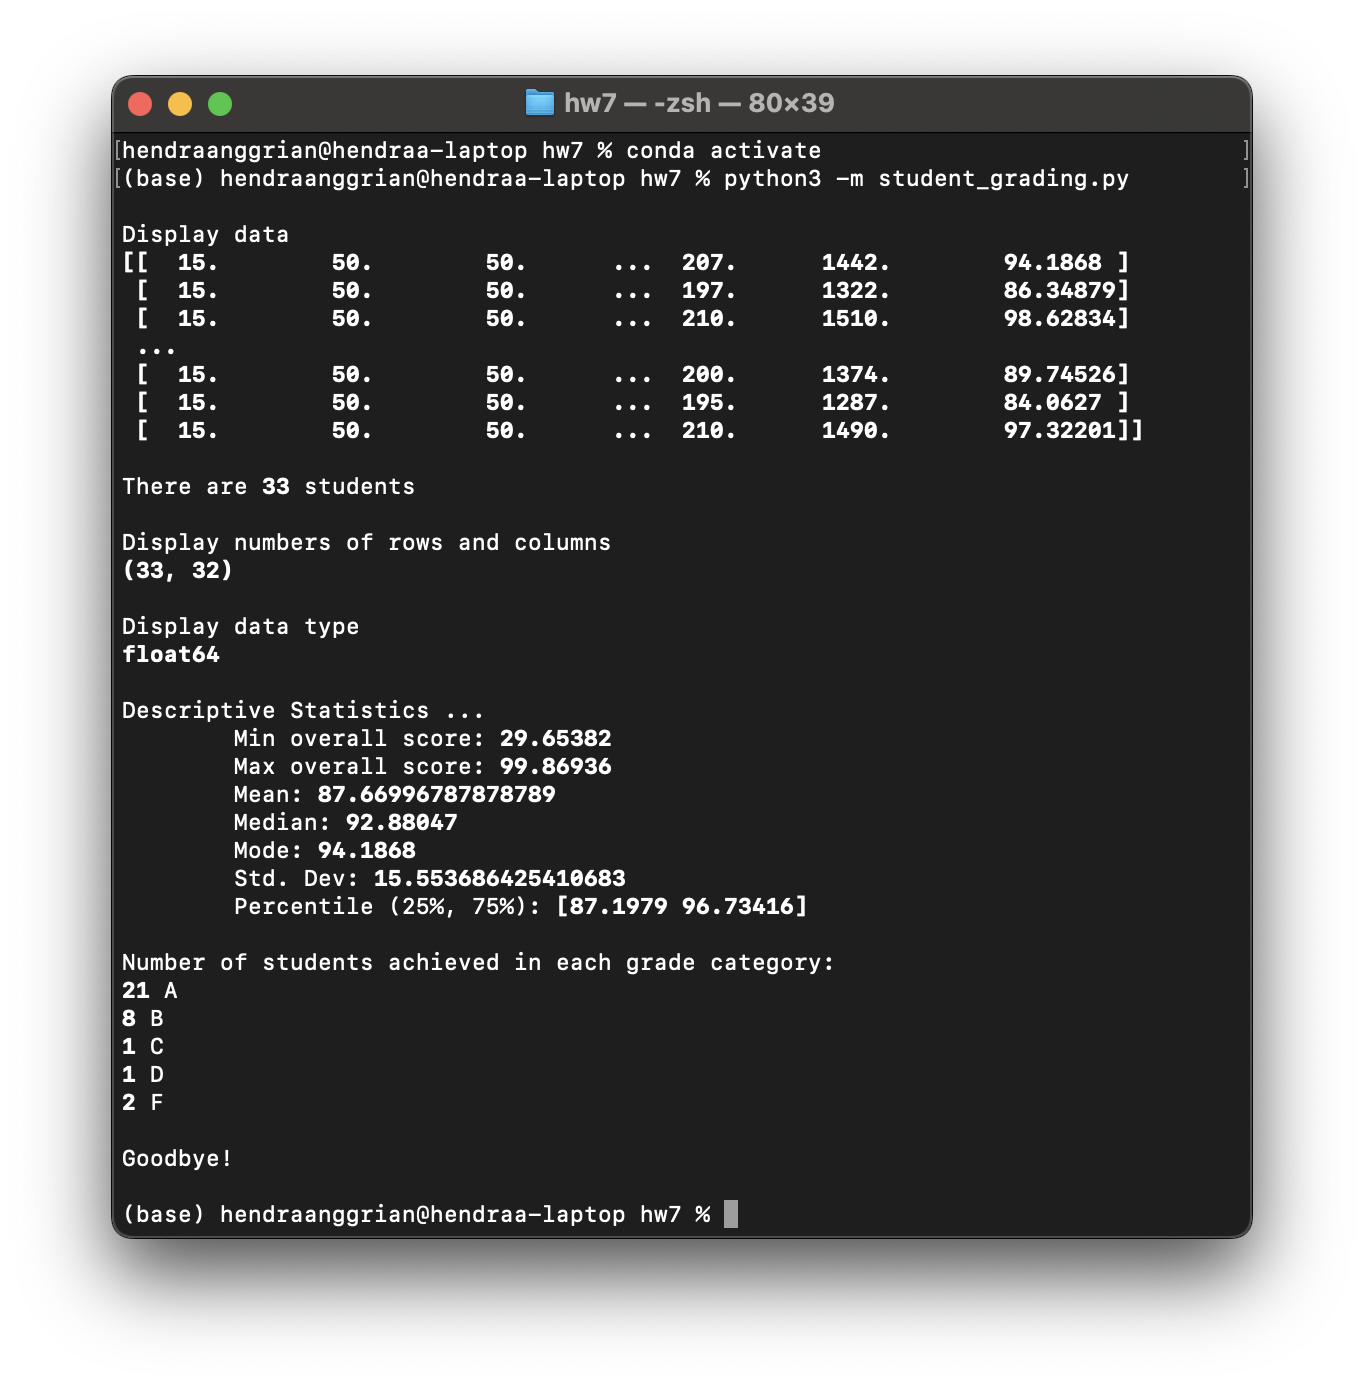 hw7 — -zsh — 80×39
[hendraanggrian@hendraa-laptop hw7 % conda activate ]
[(base) hendraanggrian@hendraa-laptop hw7 % python3 -m student_grading.py ]
Display data
[[  15.        50.        50.      ...  207.      1442.        94.1868 ]
 [  15.        50.        50.      ...  197.      1322.        86.34879]
 [  15.        50.        50.      ...  210.      1510.        98.62834]
 ...
 [  15.        50.        50.      ...  200.      1374.        89.74526]
 [  15.        50.        50.      ...  195.      1287.        84.0627 ]
 [  15.        50.        50.      ...  210.      1490.        97.32201]]
There are 33 students
Display numbers of rows and columns
(33, 32)
Display data type
float64
Descriptive Statistics ...
        Min overall score: 29.65382
        Max overall score: 99.86936
        Mean: 87.66996787878789
        Median: 92.88047
        Mode: 94.1868
        Std. Dev: 15.553686425410683
        Percentile (25%, 75%): [87.1979 96.73416]
Number of students achieved in each grade category:
21 A
8 B
1 C
1 D
2 F
Goodbye!
(base) hendraanggrian@hendraa-laptop hw7 %